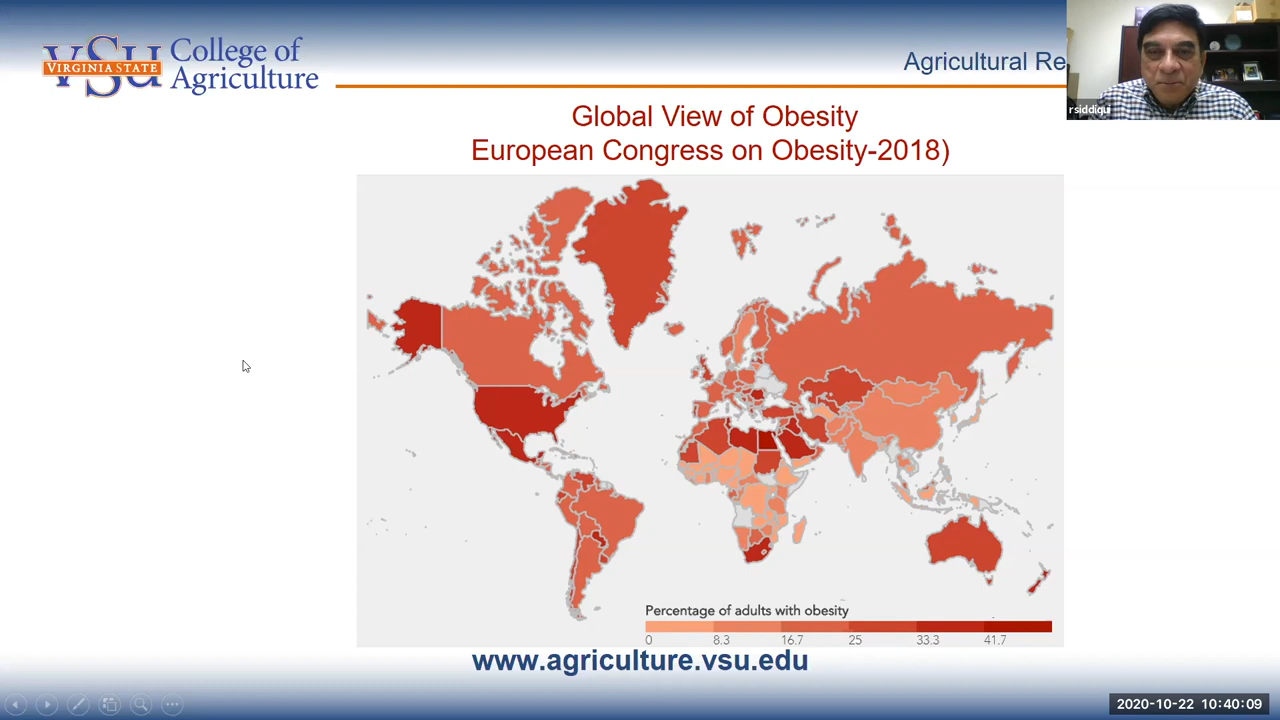 VSU
VIRGINIA STATE
College of
Agriculture
Agricultural Re
rsiddiqui
Global View of Obesity
European Congress on Obesity-2018)
Percentage of adults with obesity
0 8.3 16.7 25 33.3 41.7
www.agriculture.vsu.edu
2020-10-22 10:40:09